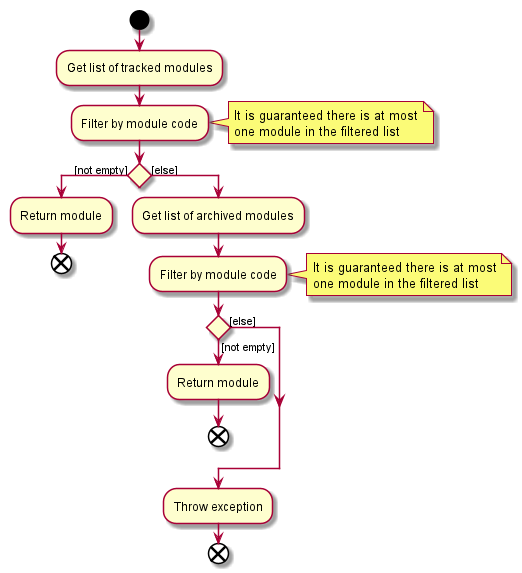 Get list of tracked modules
Filter by module code
It is guaranteed there is at most
one module in the filtered list
[not empty]
[else]
Return module
Get list of archived modules
Filter by module code
It is guaranteed there is at most
one module in the filtered list
[else]
[not empty]
Return module
Throw exception